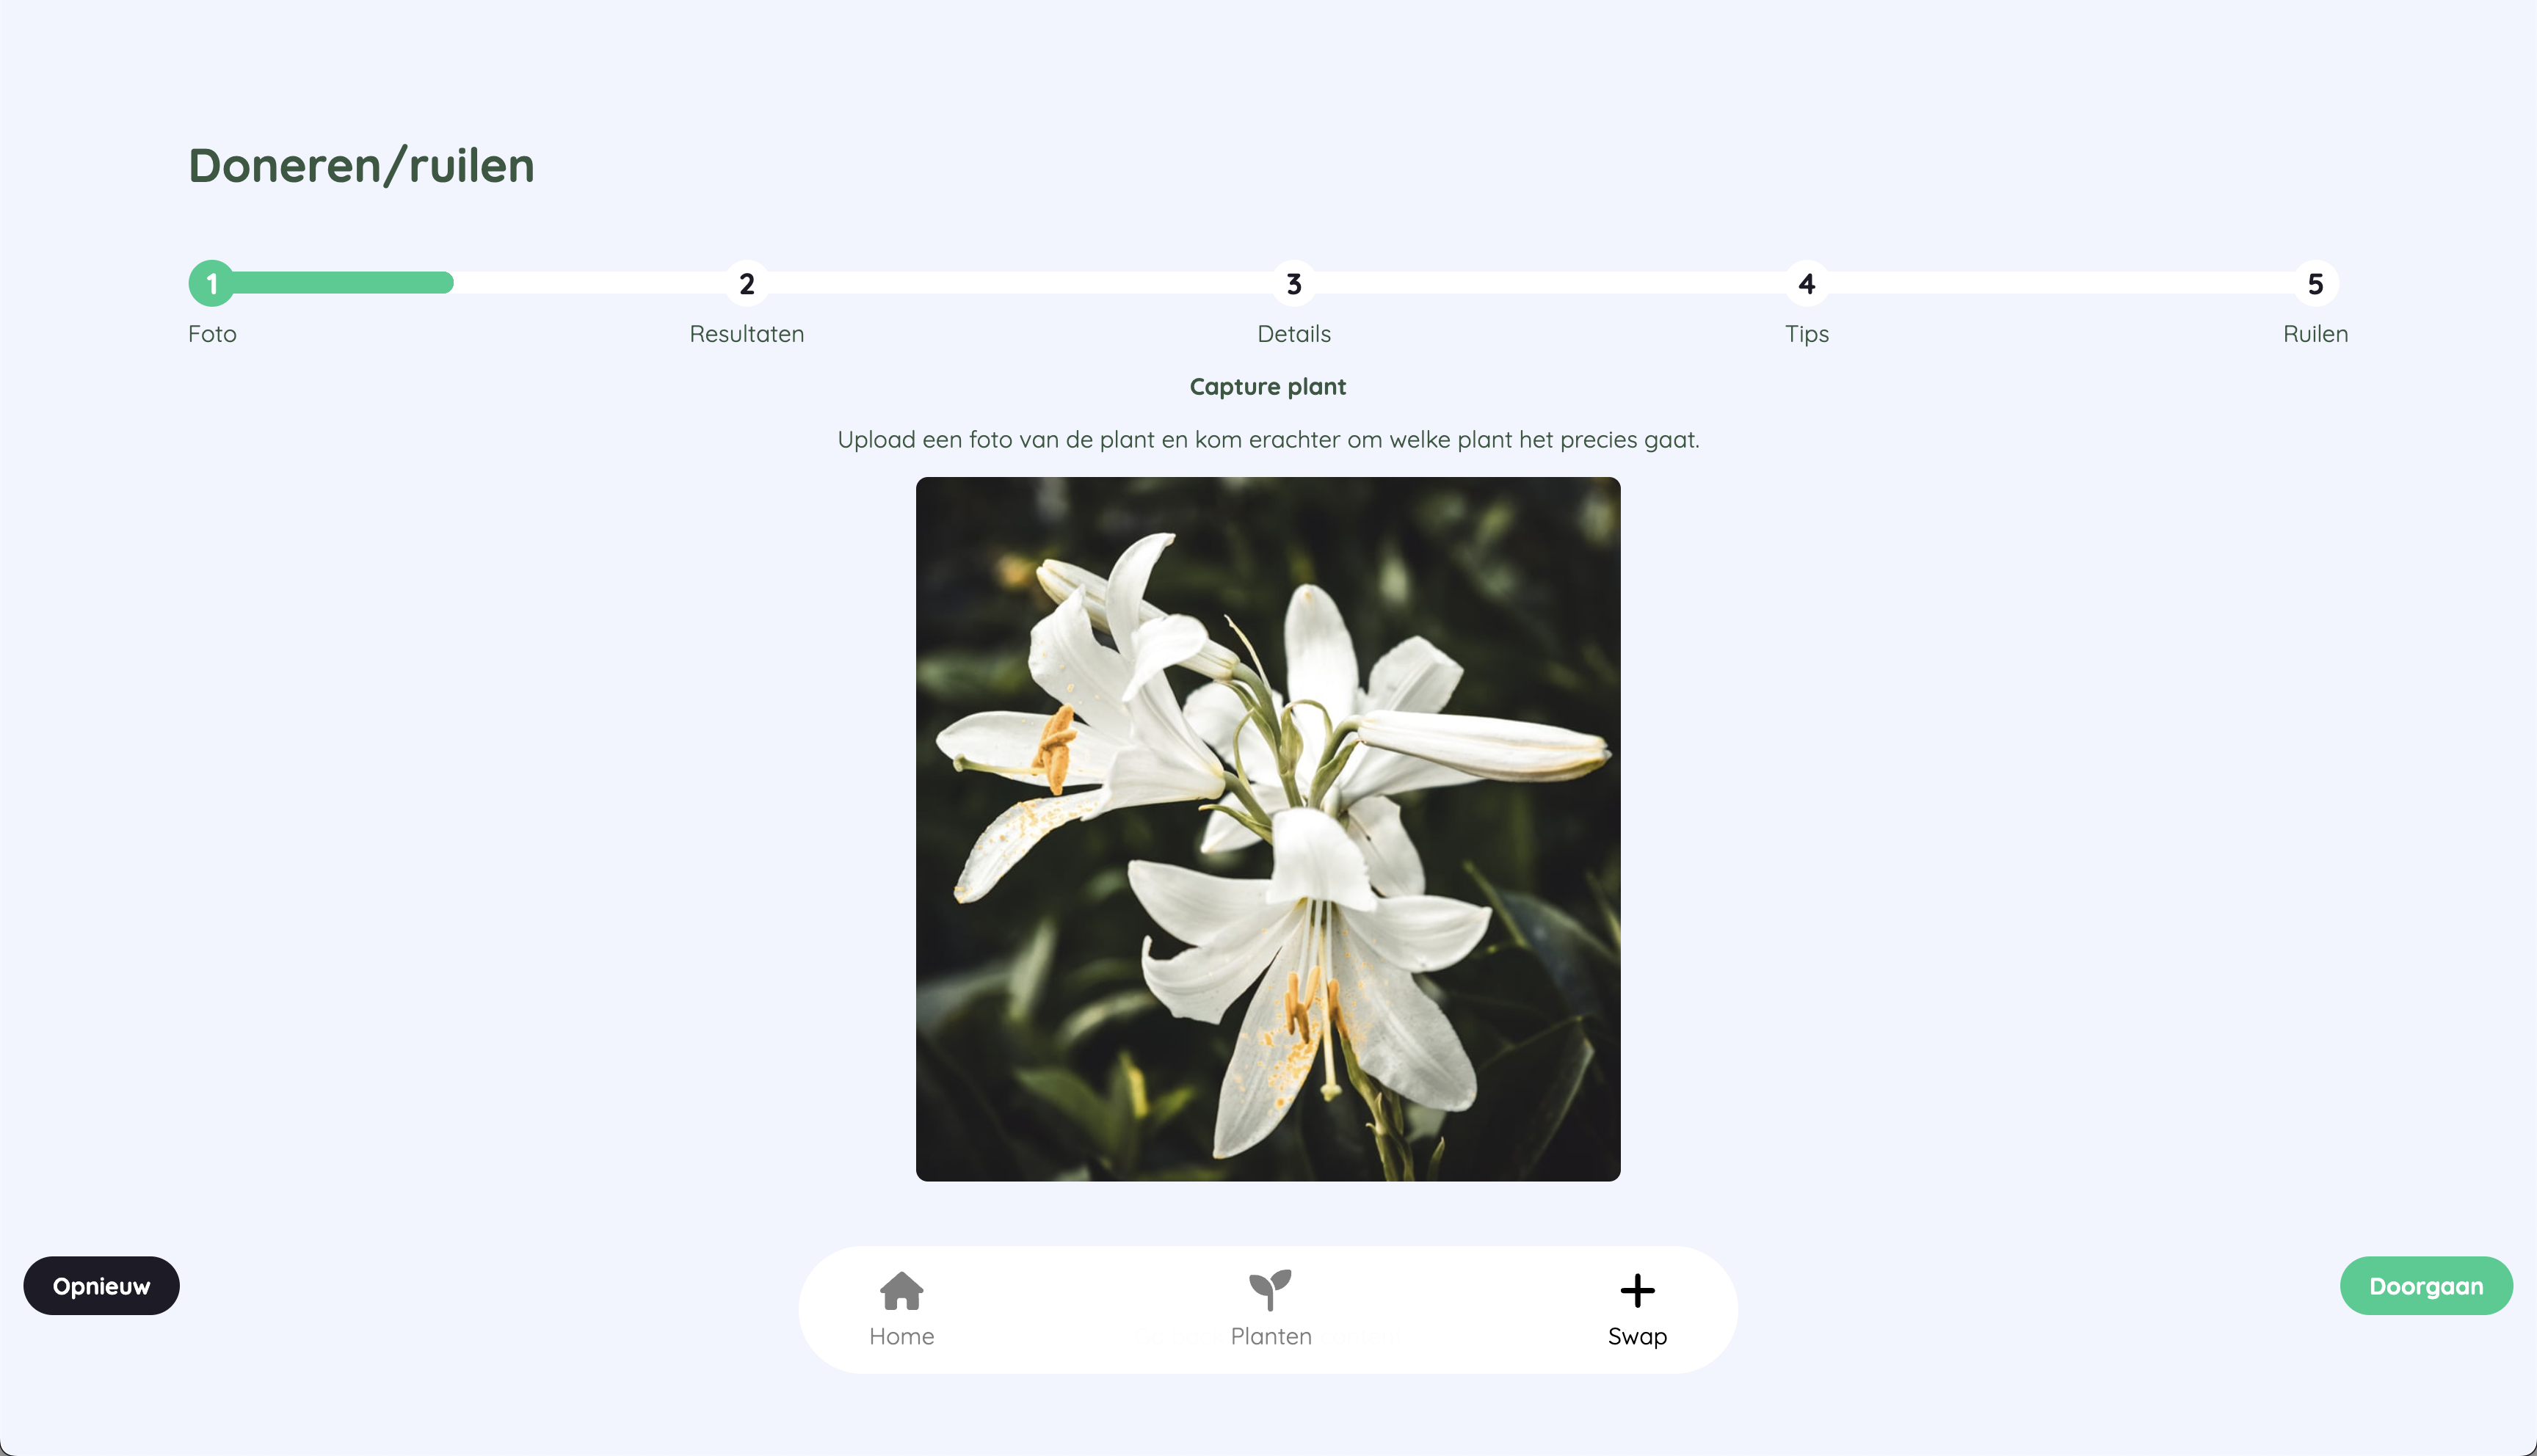 Doneren/ruilen
1 2 3 4 5
Foto Resultaten Details Tips Ruilen
Capture plant
Upload een foto van de plant en kom erachter om welke plant het precies gaat.
Opnieuw
Doorgaan
Home Planten Swap